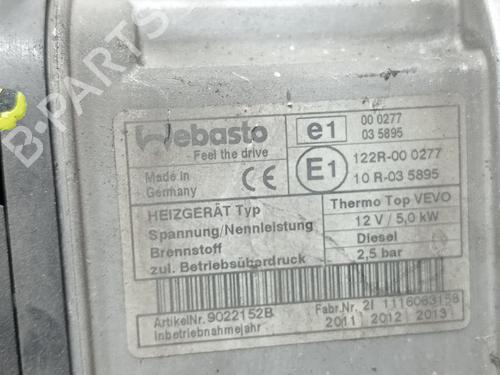 B-PARTS
Webasto
Feel the drive
Made in
Germany
CE
e1
00 0277
03 5895
E1
122R-00 0277
10 R-03 5895
HEIZGERÄT Typ
Thermo Top VEVO
Spannung/Nennleistung
12 V / 5,0 kW
Brennstoff
Diesel
zul. Betriebsüberdruck
2,5 bar
ArtikelNr. 9022152B
Fabr.Nr. 2I 1116083158
Inbetriebnahmejahr
2011 2012 2013